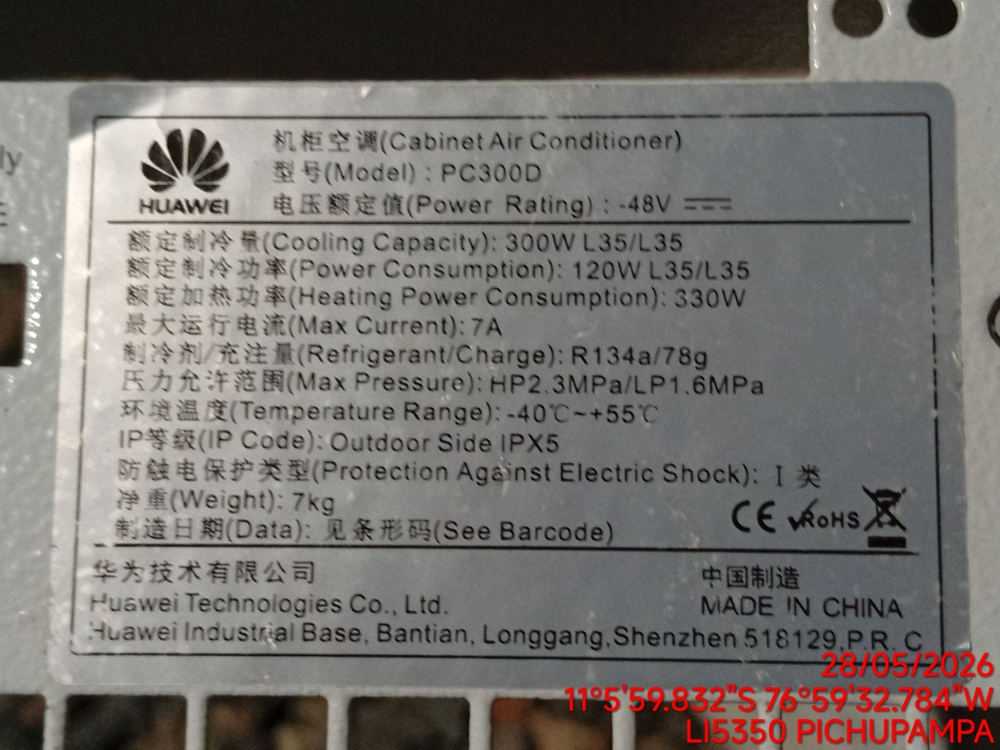 机柜空调(Cabinet Air Conditioner)
型号(Model) : PC300D
HUAWEI
电压额定值(Power Rating) : -48V
额定制冷量(Cooling Capacity): 300W L35/L35
额定制冷功率(Power Consumption): 120W L35/L35
额定加热功率(Heating Power Consumption): 330W
最大运行电流(Max Current): 7A
制冷剂/充注量(Refrigerant/Charge): R134a/78g
压力允许范围(Max Pressure): HP2.3MPa/LP1.6MPa
环境温度(Temperature Range): -40℃~+55℃
IP等级(IP Code): Outdoor Side IPX5
防触电保护类型(Protection Against Electric Shock): I 类
净重(Weight): 7kg
制造日期(Data): 见条形码(See Barcode)
CE RoHS
华为技术有限公司
中国制造
Huawei Technologies Co., Ltd.
MADE IN CHINA
Huawei Industrial Base, Bantian, Longgang, Shenzhen 518129, P.R. C
28/05/2026
11°5'59.832"S 76°59'32.784"W
LI5350 PICHUPAMPA